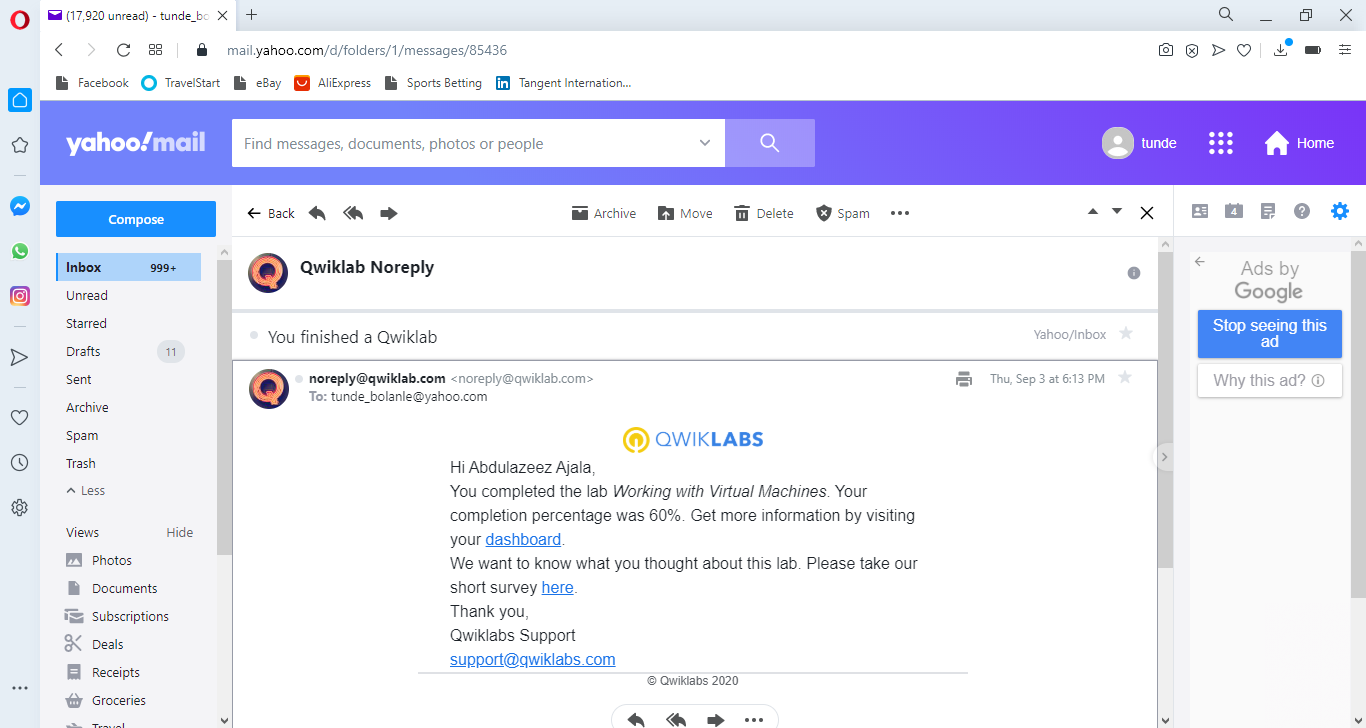 (17,920 unread) - tunde_bo
mail.yahoo.com/d/folders/1/messages/85436
Facebook TravelStart eBay AliExpress Sports Betting Tangent Internation...
yahoo!mail
Find messages, documents, photos or people
tunde
Home
Compose
Back Archive Move Delete Spam
4
Inbox 999+
Unread
Starred
Drafts 11
Sent
Archive
Spam
Trash
Less
Views Hide
Photos
Documents
Subscriptions
Deals
Receipts
Groceries
Travel
Qwiklab Noreply
You finished a Qwiklab Yahoo/Inbox
noreply@qwiklab.com <noreply@qwiklab.com> Thu, Sep 3 at 6:13 PM
To: tunde_bolanle@yahoo.com
QWIKLABS
Hi Abdulazeez Ajala,
You completed the lab Working with Virtual Machines. Your
completion percentage was 60%. Get more information by visiting
your dashboard.
We want to know what you thought about this lab. Please take our
short survey here.
Thank you,
Qwiklabs Support
support@qwiklabs.com
© Qwiklabs 2020
Ads by
Google
Stop seeing this
ad
Why this ad?